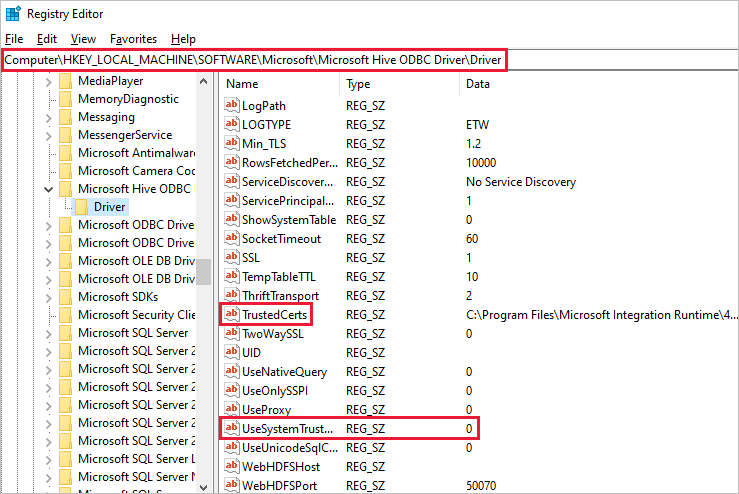 Registry Editor
File Edit View Favorites Help
Computer\HKEY_LOCAL_MACHINE\SOFTWARE\Microsoft\Microsoft Hive ODBC Driver\Driver
MediaPlayer
MemoryDiagnostic
Messaging
MessengerService
Microsoft Antimalware
Microsoft Camera Coc
Microsoft Hive ODBC
Driver
Microsoft ODBC Drive
Microsoft ODBC Drive
Microsoft OLE DB Driv
Microsoft OLE DB Driv
Microsoft SDKs
Microsoft Security Clie
Microsoft SQL Server
Microsoft SQL Server 2
Microsoft SQL Server 2
Microsoft SQL Server 2
Microsoft SQL Server 2
Microsoft SQL Server 2
Microsoft SQL Server 2
Microsoft SQL Server L
Microsoft SQL Server N
Name Type Data
LogPath REG_SZ
LOGTYPE REG_SZ ETW
Min_TLS REG_SZ 1.2
RowsFetchedPer... REG_SZ 10000
ServiceDiscover... REG_SZ No Service Discovery
ServicePrincipal... REG_SZ 1
ShowSystemTable REG_SZ 0
SocketTimeout REG_SZ 60
SSL REG_SZ 1
TempTableTTL REG_SZ 10
ThriftTransport REG_SZ 2
TrustedCerts REG_SZ C:\Program Files\Microsoft Integration Runtime\4...
TwoWaySSL REG_SZ 0
UID REG_SZ
UseNativeQuery REG_SZ 0
UseOnlySSPI REG_SZ 0
UseProxy REG_SZ 0
UseSystemTrust... REG_SZ 0
UseUnicodeSqlC... REG_SZ 0
WebHDFSHost REG_SZ
WebHDFSPort REG_SZ 50070